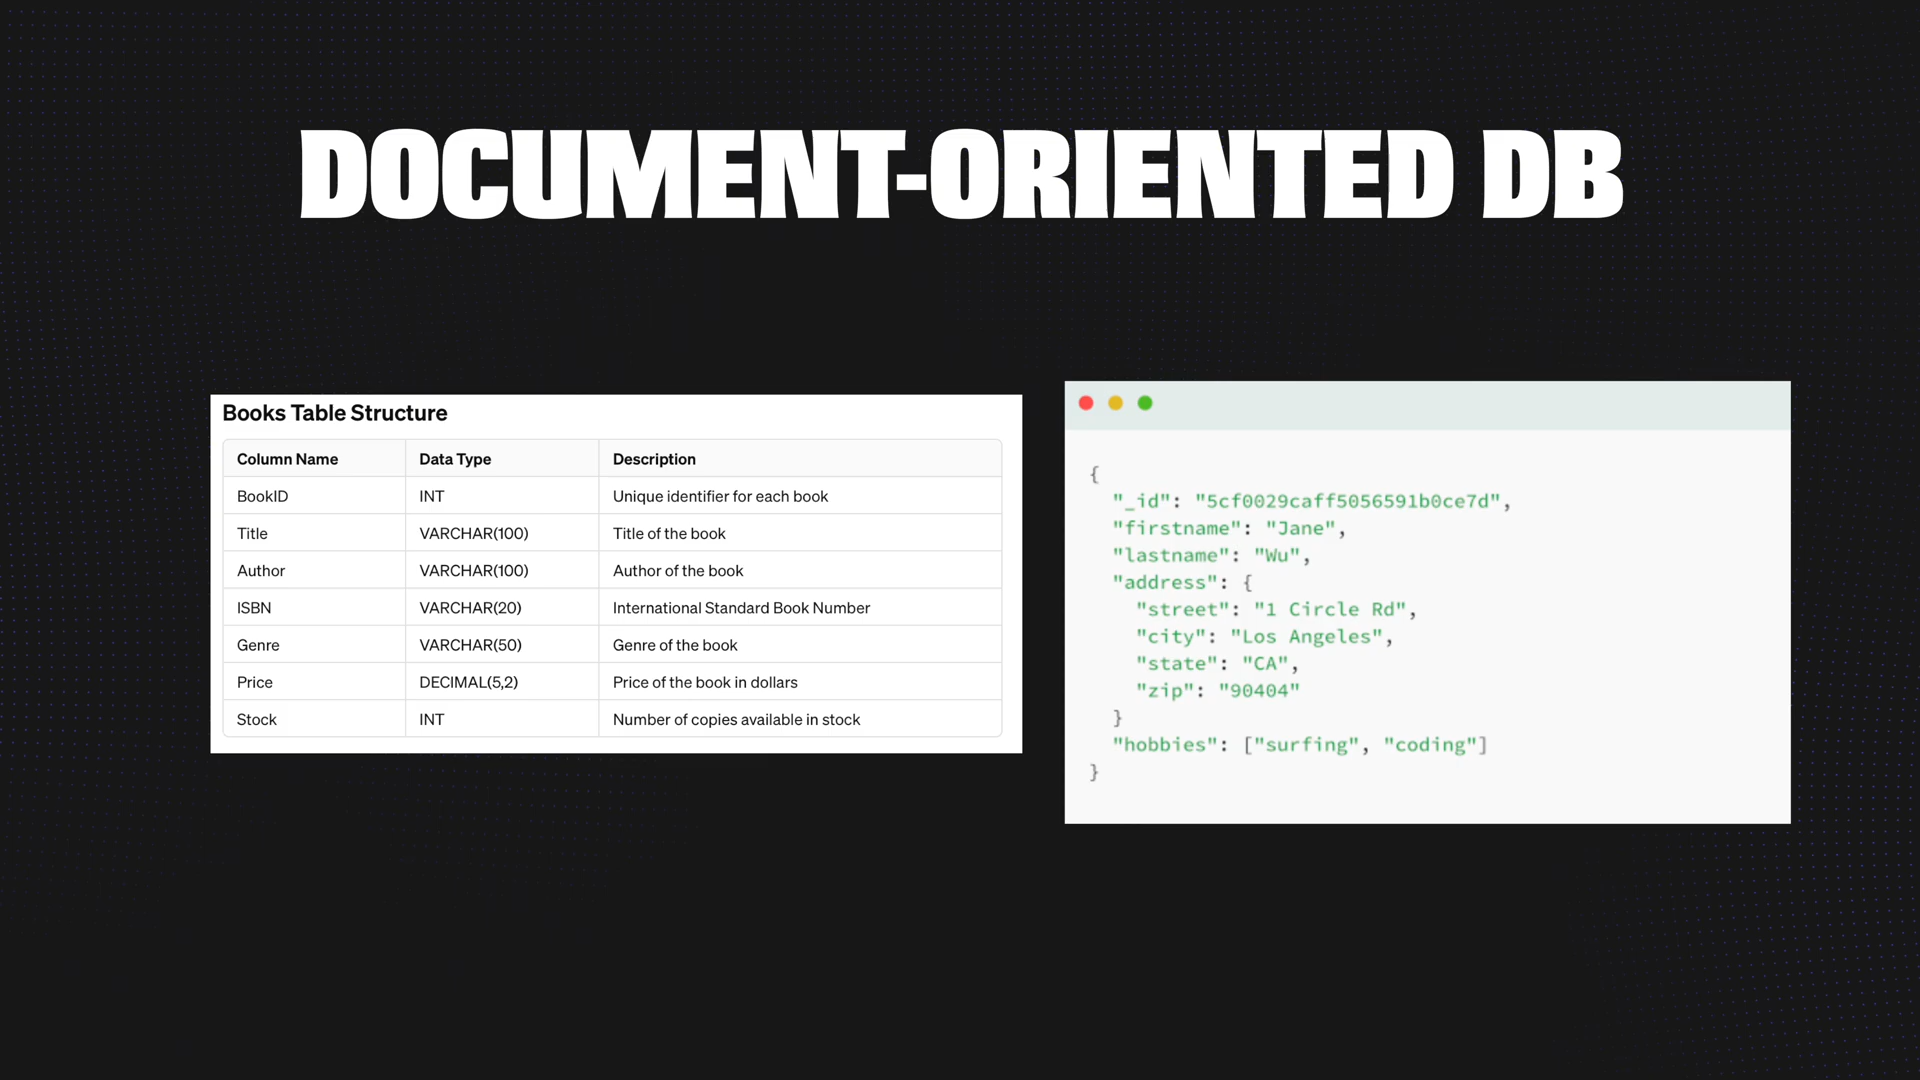 DOCUMENT-ORIENTED DB
Books Table Structure
Column Name Data Type Description
BookID INT Unique identifier for each book
Title VARCHAR(100) Title of the book
Author VARCHAR(100) Author of the book
ISBN VARCHAR(20) International Standard Book Number
Genre VARCHAR(50) Genre of the book
Price DECIMAL(5,2) Price of the book in dollars
Stock INT Number of copies available in stock
{
"_id": "5cf0029caff5056591b0ce7d",
"firstname": "Jane",
"lastname": "Wu",
"address": {
"street": "1 Circle Rd",
"city": "Los Angeles",
"state": "CA",
"zip": "90404"
}
"hobbies": ["surfing", "coding"]
}